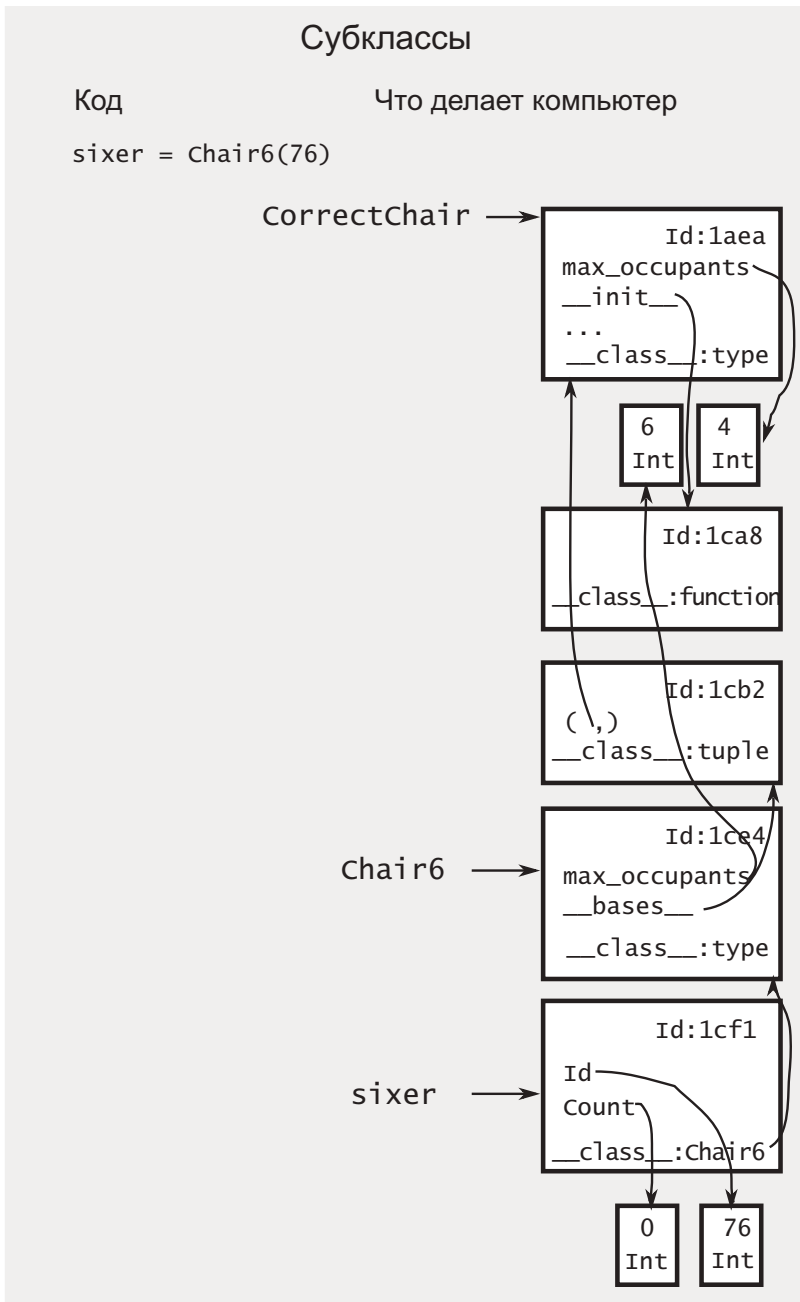 Субклассы
Код Что делает компьютер
sixer = Chair6(76)
CorrectChair
Id:1aea
max_occupants
__init__
...
__class__:type
6 4
Int Int
Id:1ca8
__class__:function
Id:1cb2
( ,)
__class__:tuple
Id:1ce4
Chair6
max_occupants
__bases__
__class__:type
Id:1cf1
Id
sixer
Count
__class__:Chair6
0 76
Int Int